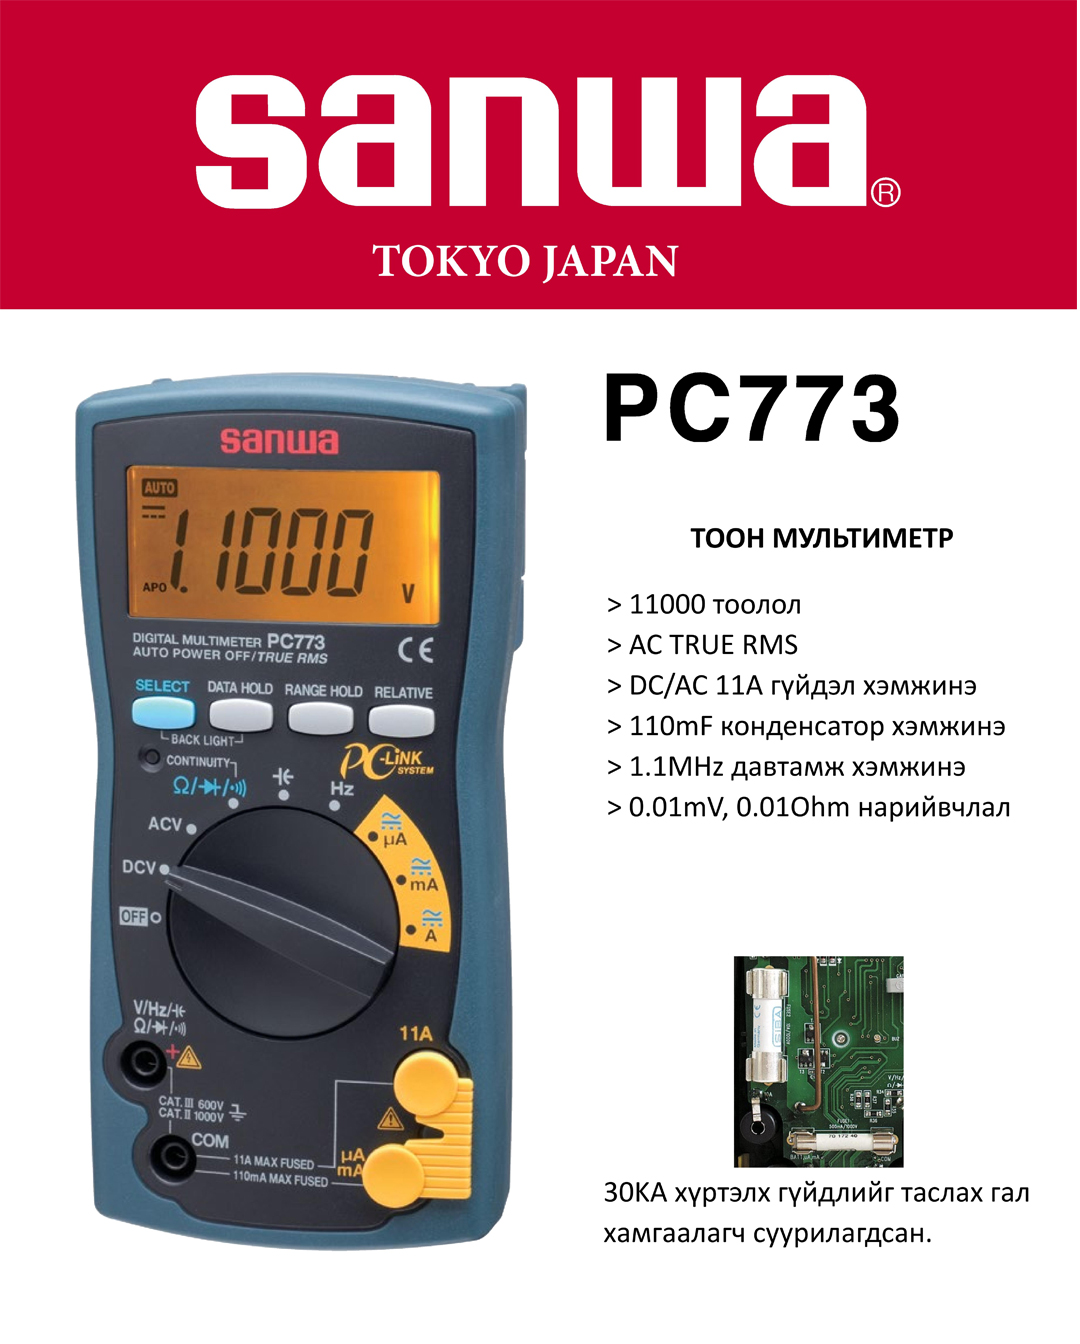 sanwa®
TOKYO JAPAN
PC773
ТООН МУЛЬТИМЕТР
> 11000 тоолол
> AC TRUE RMS
> DC/AC 11A гүйдэл хэмжинэ
> 110mF конденсатор хэмжинэ
> 1.1MHz давтамж хэмжинэ
> 0.01mV, 0.01Ohm нарийвчлал
sanwa
AUTO
1.1000
APO
V
DIGITAL MULTIMETER PC773
AUTO POWER OFF/TRUE RMS
CE
SELECT DATA HOLD RANGE HOLD RELATIVE
BACK LIGHT
PC-LiNK
SYSTEM
CONTINUITY
Ω/
Hz
ACV
DCV
OFF
µA
mA
A
V/Hz/
Ω/
11A
+
CAT.III 600V
CAT.II 1000V
COM
11A MAX FUSED
110mA MAX FUSED
µA
mA
30KA хүртэлх гүйдлийг таслах гал
хамгаалагч суурилагдсан.